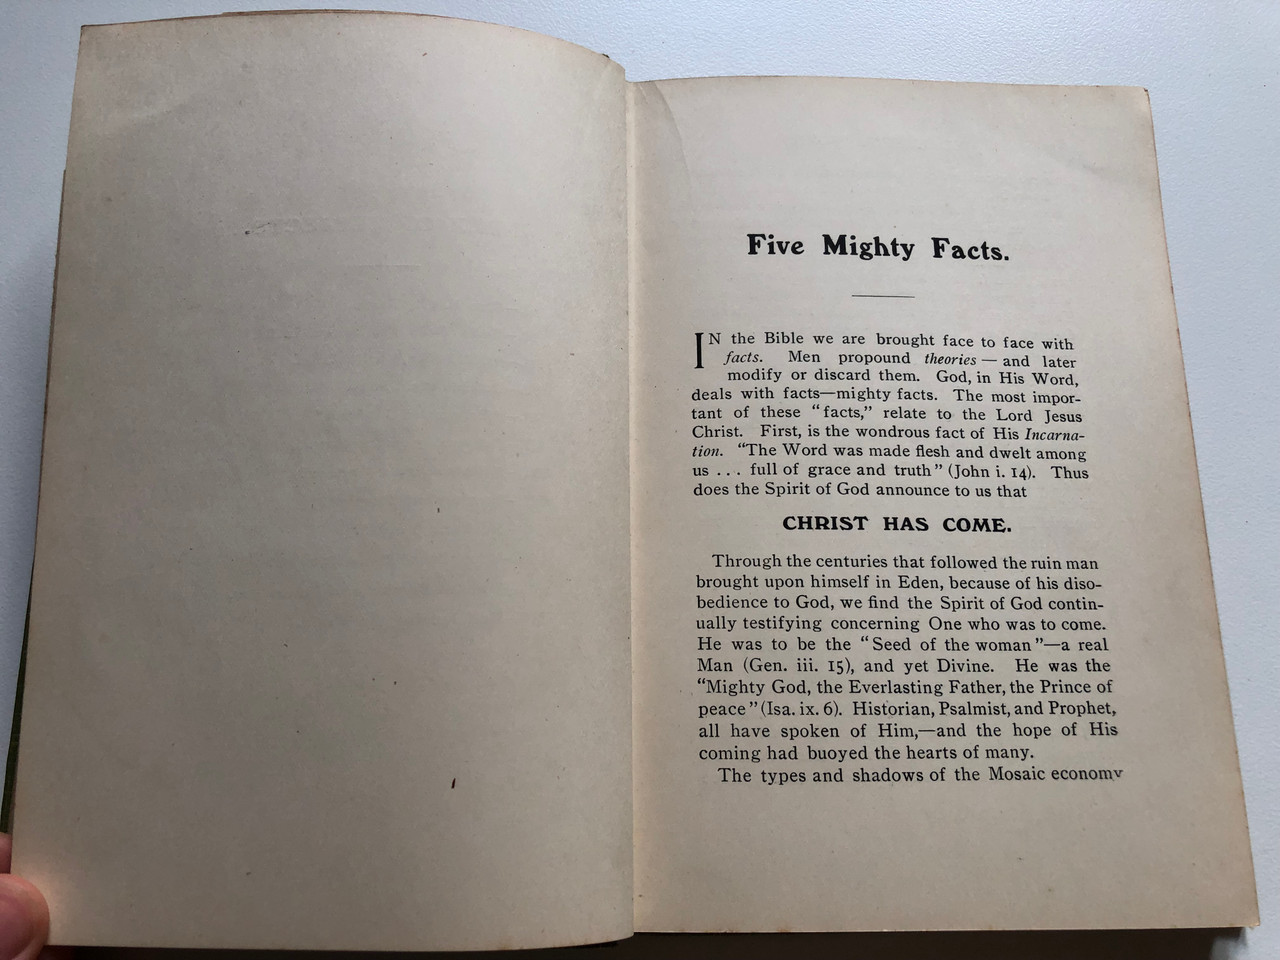 Five Mighty Facts.
IN the Bible we are brought face to face with
facts. Men propound theories — and later
modify or discard them. God, in His Word,
deals with facts—mighty facts. The most impor-
tant of these "facts," relate to the Lord Jesus
Christ. First, is the wondrous fact of His Incarna-
tion. "The Word was made flesh and dwelt among
us . . . full of grace and truth" (John i. 14). Thus
does the Spirit of God announce to us that
CHRIST HAS COME.
Through the centuries that followed the ruin man
brought upon himself in Eden, because of his diso-
bedience to God, we find the Spirit of God contin-
ually testifying concerning One who was to come.
He was to be the "Seed of the woman"—a real
Man (Gen. iii. 15), and yet Divine. He was the
"Mighty God, the Everlasting Father, the Prince of
peace" (Isa. ix. 6). Historian, Psalmist, and Prophet,
all have spoken of Him,—and the hope of His
coming had buoyed the hearts of many.
The types and shadows of the Mosaic economy